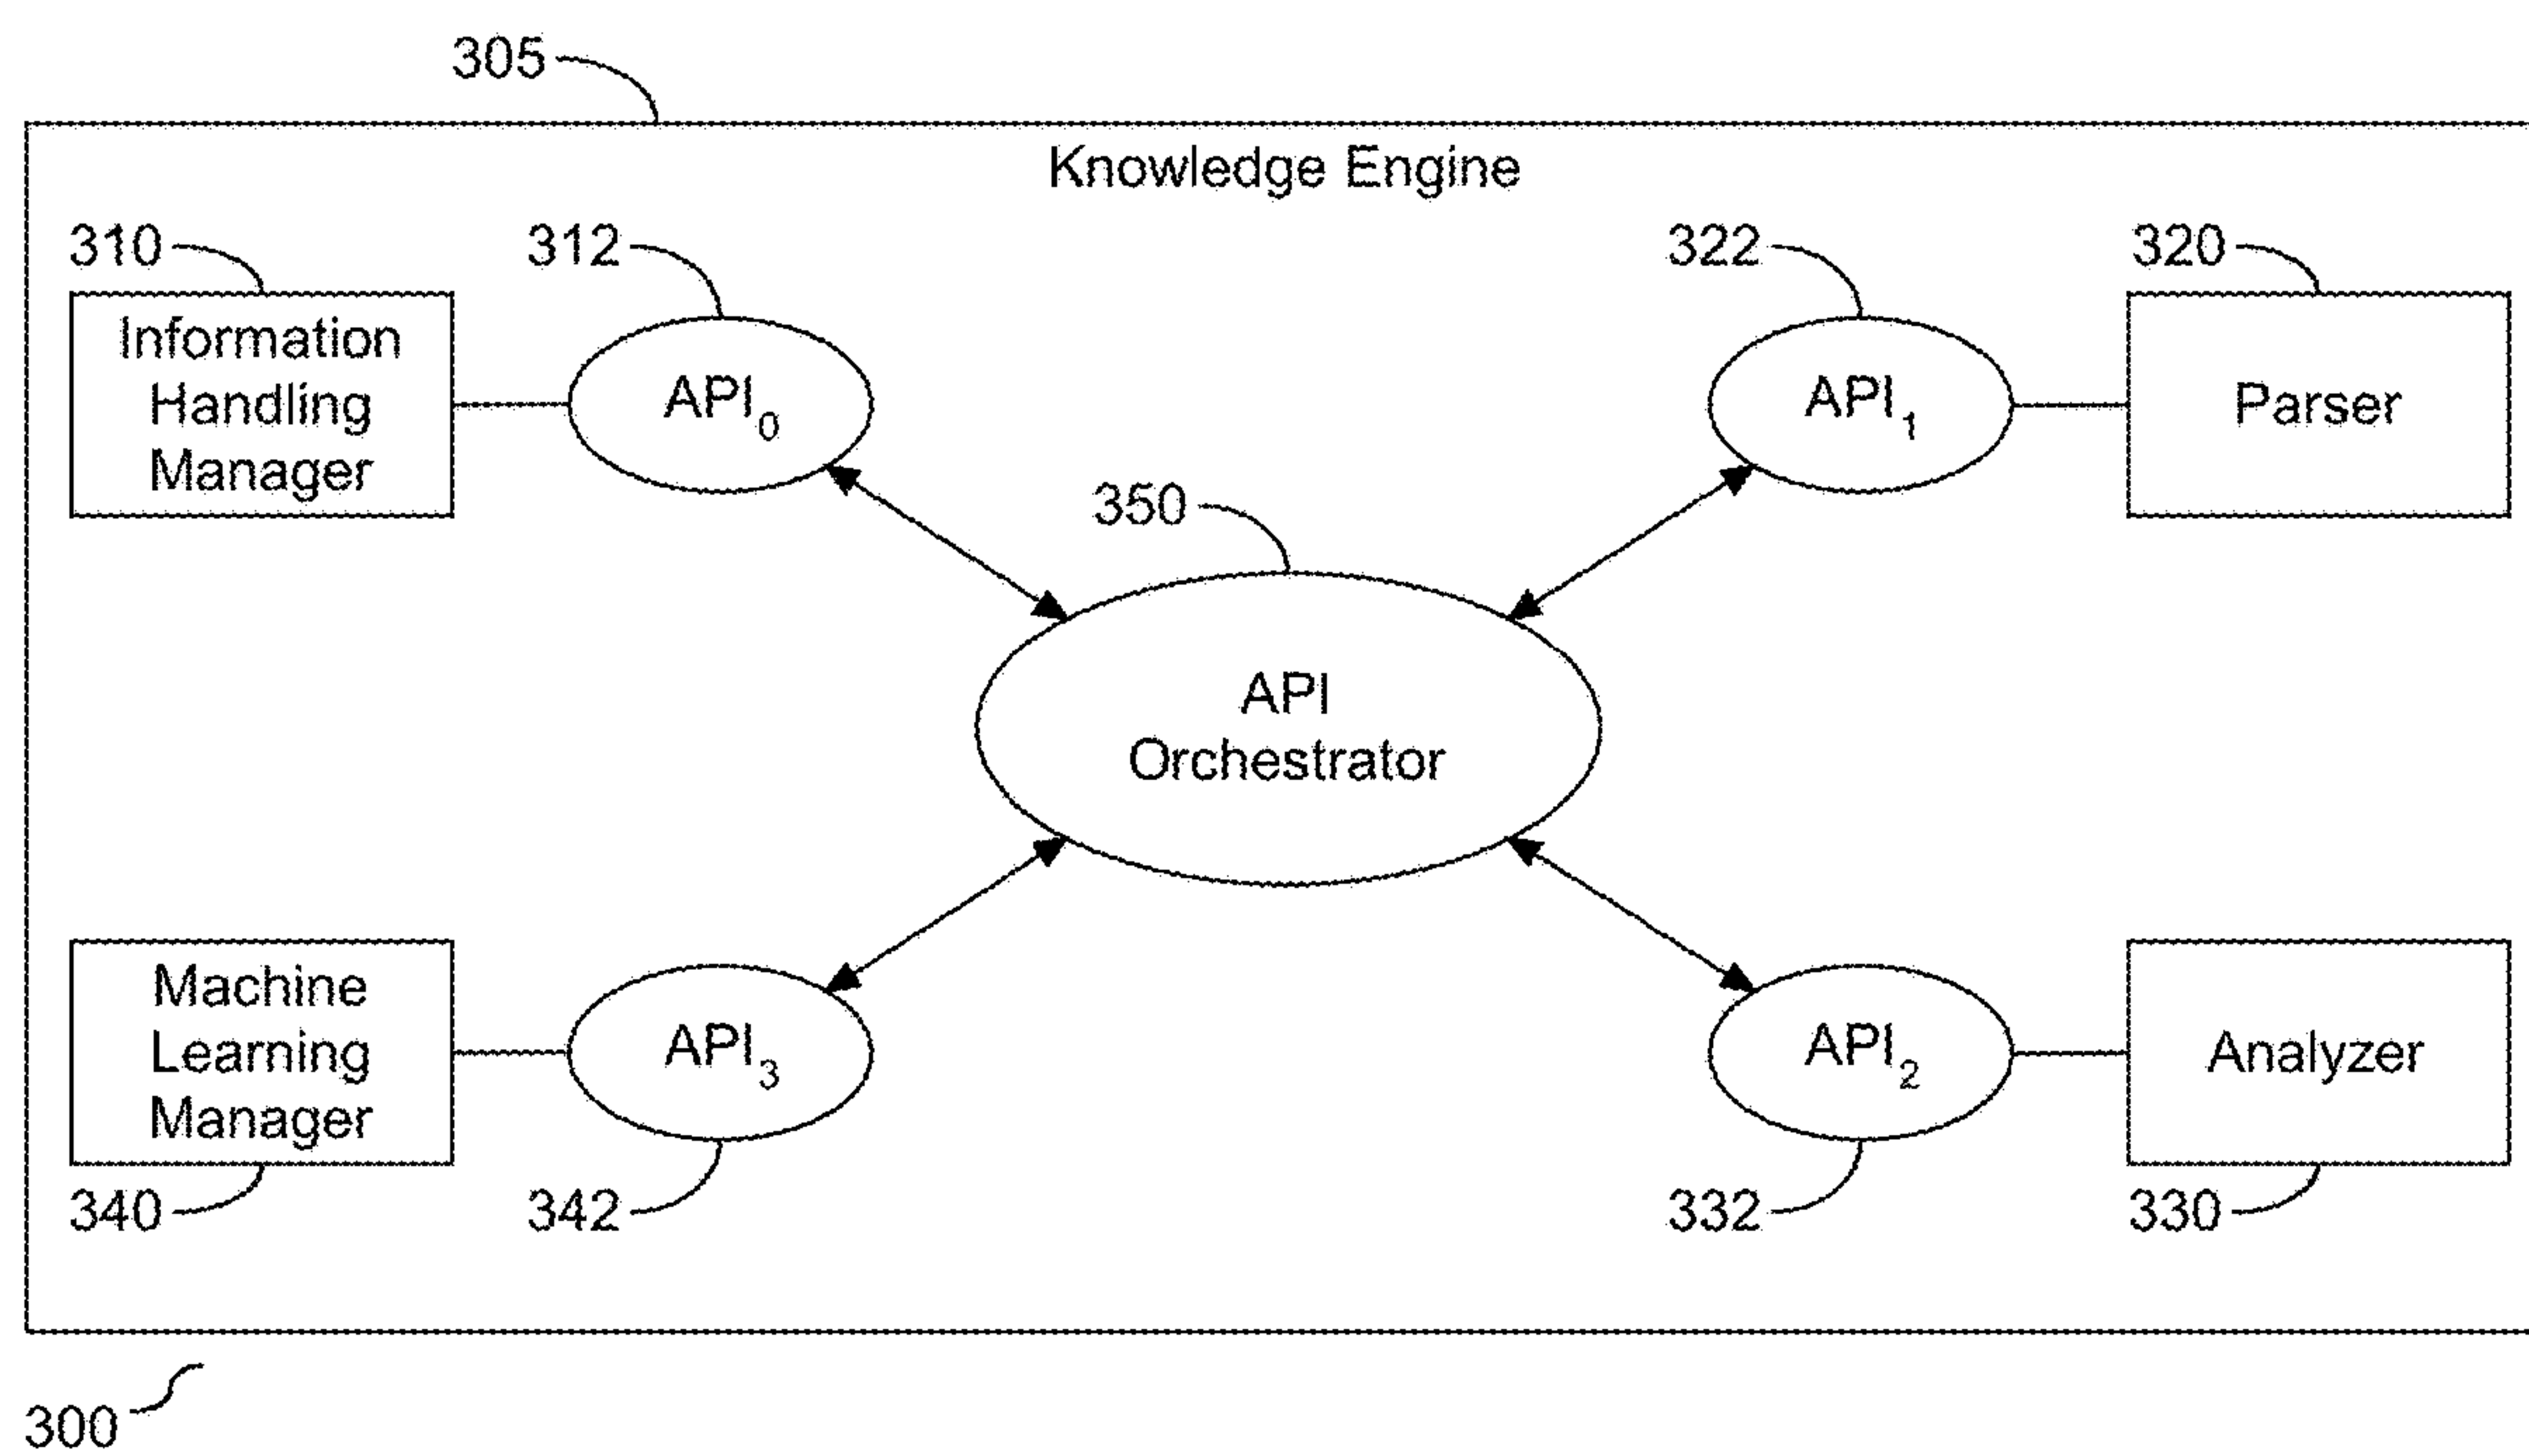 305
Knowledge Engine
310
312
322
320
Information
Handling
Manager
API₀
API₁
Parser
350
API
Orchestrator
Machine
Learning
Manager
API₃
API₂
Analyzer
340
342
332
330
300